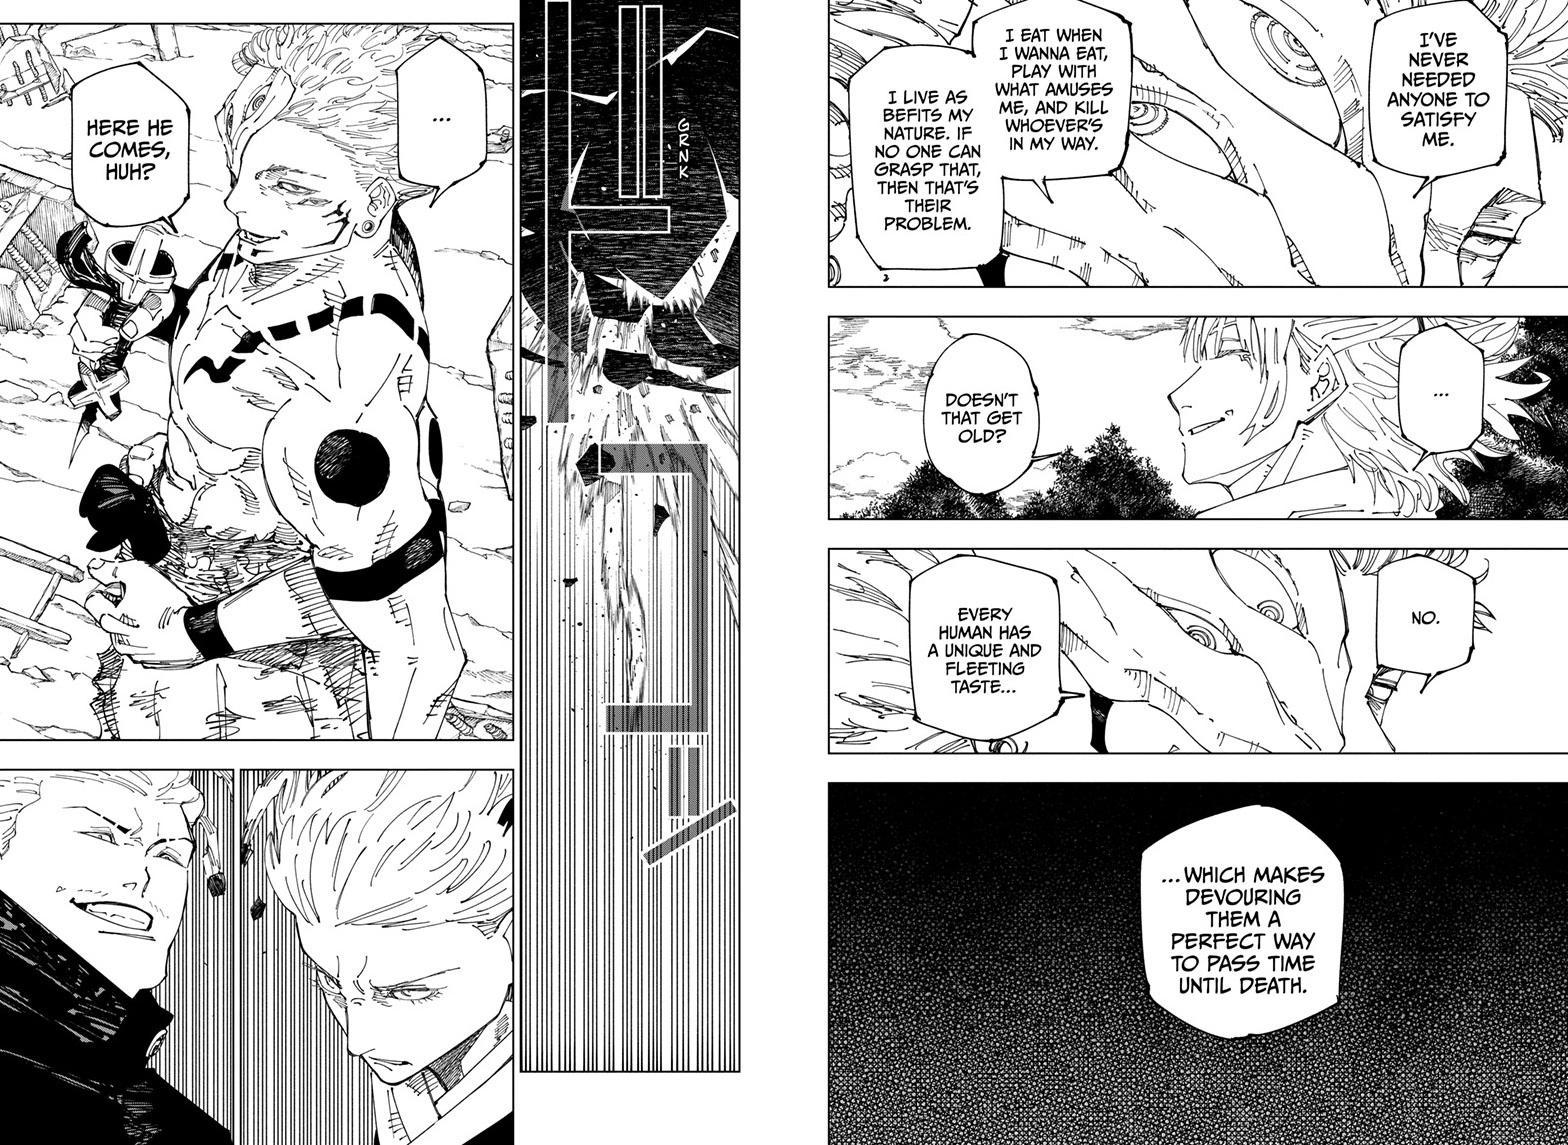 I'VE
NEVER
NEEDED
ANYONE TO
SATISFY
ME.
I EAT WHEN
I WANNA EAT,
PLAY WITH
WHAT AMUSES
ME, AND KILL
WHOEVER'S
IN MY WAY.
I LIVE AS
BEFITS MY
NATURE. IF
NO ONE CAN
GRASP THAT,
THEN THAT'S
THEIR
PROBLEM.
...
DOESN'T
THAT GET
OLD?
NO.
EVERY
HUMAN HAS
A UNIQUE AND
FLEETING
TASTE...
...WHICH MAKES
DEVOURING
THEM A
PERFECT WAY
TO PASS TIME
UNTIL DEATH.
GRNK
...
HERE HE
COMES,
HUH?